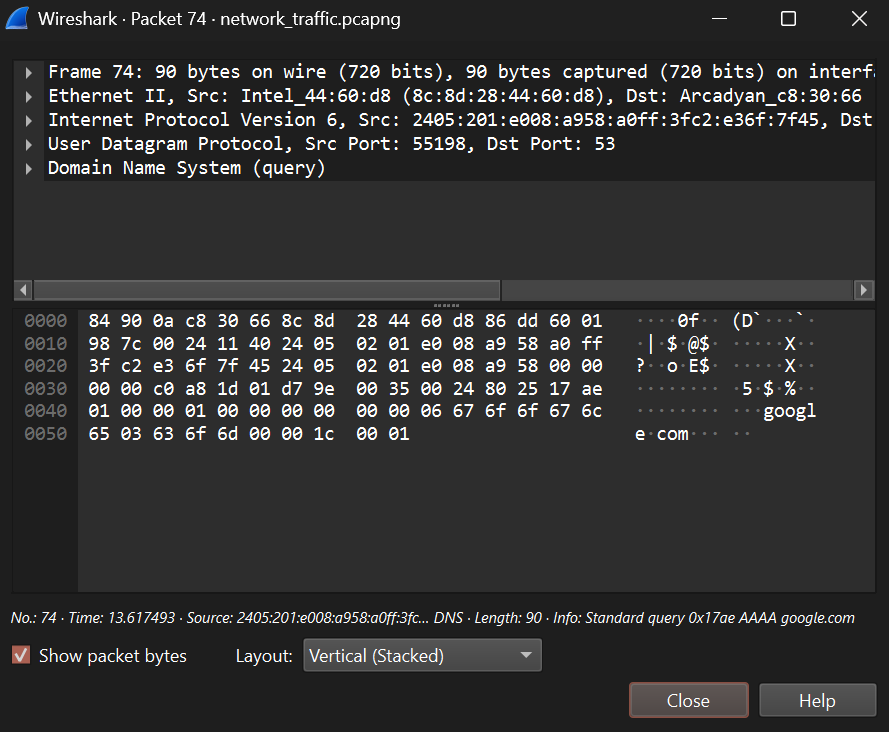 Wireshark · Packet 74 · network_traffic.pcapng
Frame 74: 90 bytes on wire (720 bits), 90 bytes captured (720 bits) on interfa
Ethernet II, Src: Intel_44:60:d8 (8c:8d:28:44:60:d8), Dst: Arcadyan_c8:30:66
Internet Protocol Version 6, Src: 2405:201:e008:a958:a0ff:3fc2:e36f:7f45, Dst
User Datagram Protocol, Src Port: 55198, Dst Port: 53
Domain Name System (query)
0000 84 90 0a c8 30 66 8c 8d 28 44 60 d8 86 dd 60 01 ····0f·· (D`···`·
0010 98 7c 00 24 11 40 24 05 02 01 e0 08 a9 58 a0 ff ·|·$·@$· ·····X··
0020 3f c2 e3 6f 7f 45 24 05 02 01 e0 08 a9 58 00 00 ?··o·E$· ·····X··
0030 00 00 c0 a8 1d 01 d7 9e 00 35 00 24 80 25 17 ae ········ ·5·$·%··
0040 01 00 00 01 00 00 00 00 00 00 06 67 6f 6f 67 6c ········ ···googl
0050 65 03 63 6f 6d 00 00 1c 00 01 e·com··· ··
No.: 74 · Time: 13.617493 · Source: 2405:201:e008:a958:a0ff:3fc... DNS · Length: 90 · Info: Standard query 0x17ae AAAA google.com
Show packet bytes Layout: Vertical (Stacked)
Close Help